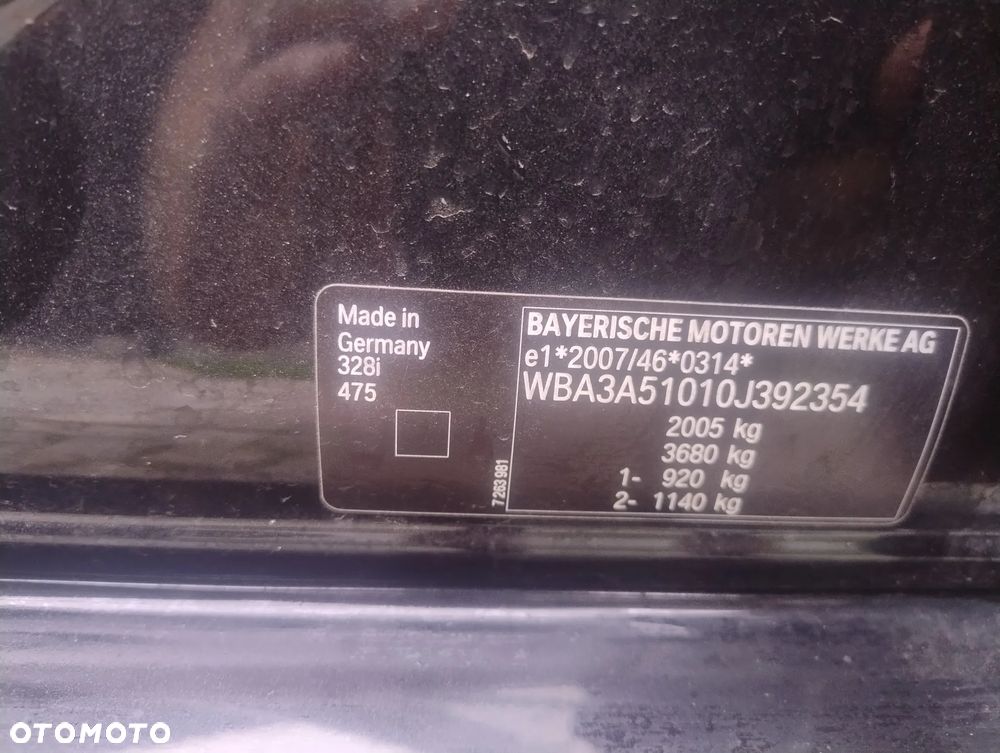 Made in
Germany
328i
475
7 263 981
BAYERISCHE MOTOREN WERKE AG
e1*2007/46*0314*
WBA3A51010J392354
2005 kg
3680 kg
1- 920 kg
2- 1140 kg
OTOMOTO